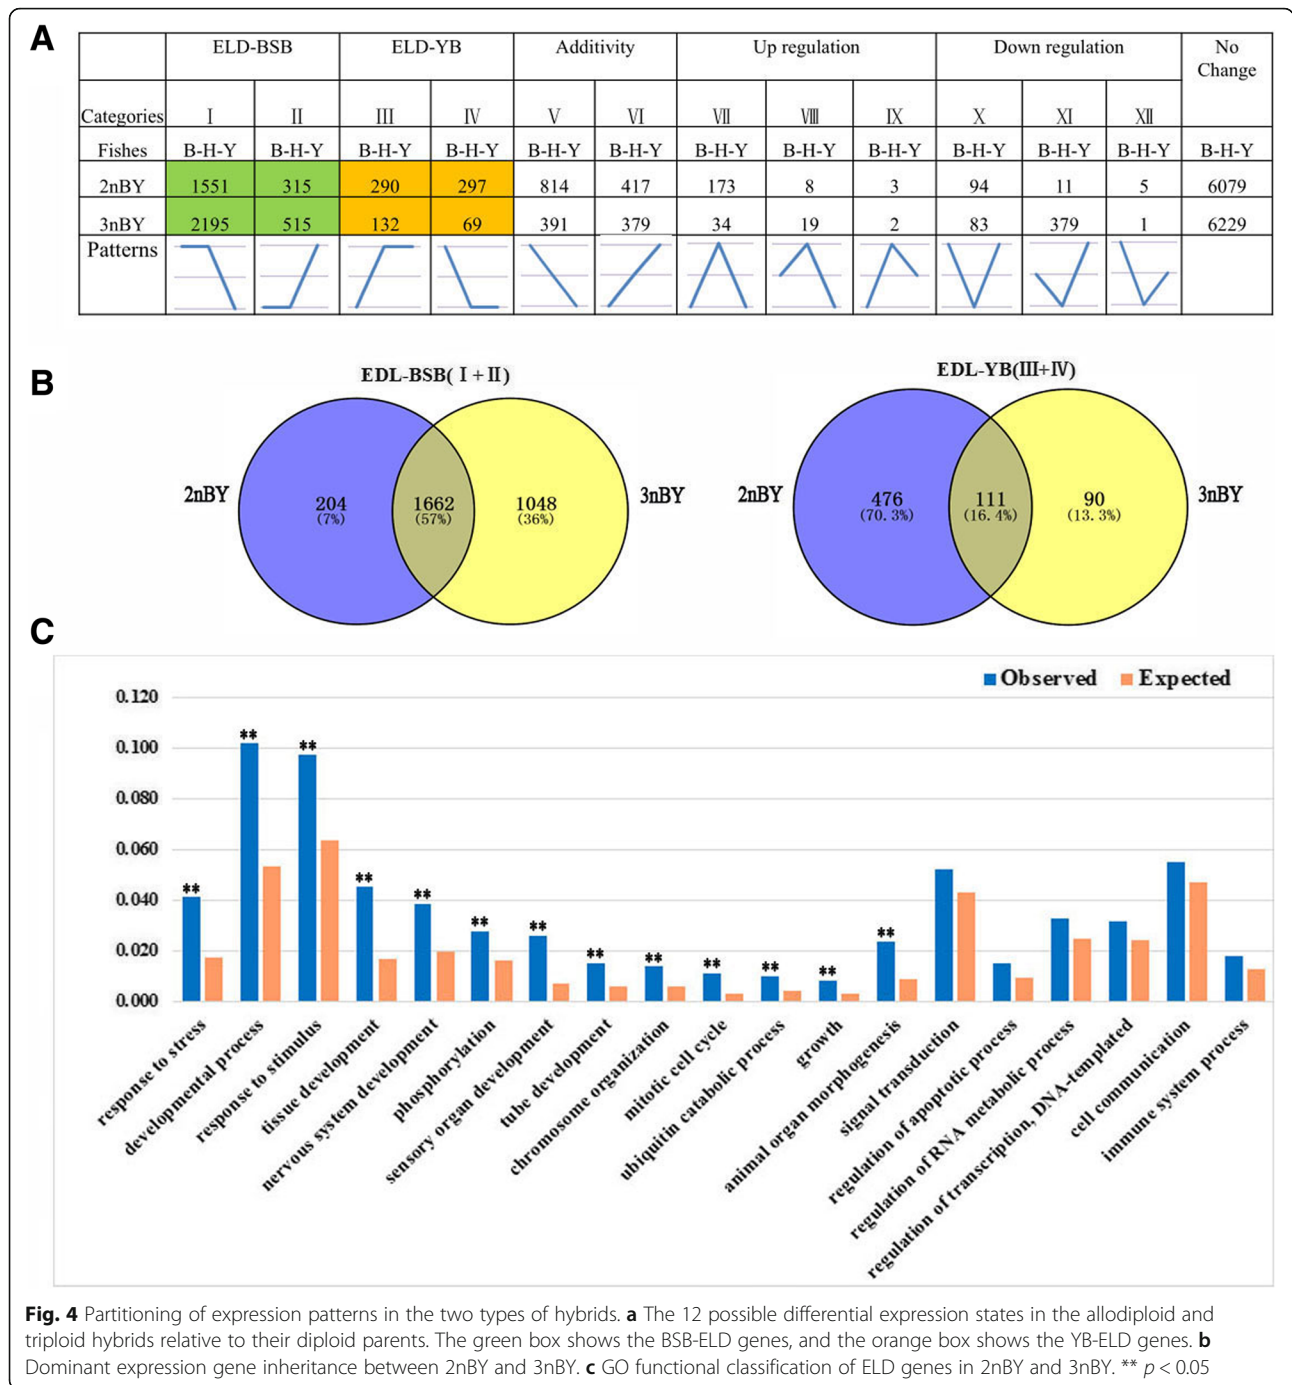 A
ELD-BSB ELD-YB Additivity Up regulation Down regulation No Change
Categories Ⅰ Ⅱ Ⅲ Ⅳ Ⅴ Ⅵ Ⅶ Ⅷ Ⅸ Ⅹ Ⅺ Ⅻ
Fishes B-H-Y B-H-Y B-H-Y B-H-Y B-H-Y B-H-Y B-H-Y B-H-Y B-H-Y B-H-Y B-H-Y B-H-Y B-H-Y
2nBY 1551 315 290 297 814 417 173 8 3 94 11 5 6079
3nBY 2195 515 132 69 391 379 34 19 2 83 379 1 6229
Patterns
B
EDL-BSB(Ⅰ+Ⅱ)
2nBY
204
(7%)
1662
(57%)
1048
(36%)
3nBY
EDL-YB(Ⅲ+Ⅳ)
2nBY
476
(70.3%)
111
(16.4%)
90
(13.3%)
3nBY
C
Observed Expected
0.120
0.100
0.080
0.060
0.040
0.020
0.000
** ** ** ** ** ** ** ** ** ** ** ** **
response to stress
developmental process
response to stimulus
tissue development
nervous system development
phosphorylation
sensory organ development
tube development
chromosome organization
mitotic cell cycle
ubiquitin catabolic process
growth
animal organ morphogenesis
signal transduction
regulation of apoptotic process
regulation of RNA metabolic process
regulation of transcription, DNA-templated
cell communication
immune system process
Fig. 4 Partitioning of expression patterns in the two types of hybrids. a The 12 possible differential expression states in the allodiploid and
triploid hybrids relative to their diploid parents. The green box shows the BSB-ELD genes, and the orange box shows the YB-ELD genes. b
Dominant expression gene inheritance between 2nBY and 3nBY. c GO functional classification of ELD genes in 2nBY and 3nBY. ** p < 0.05